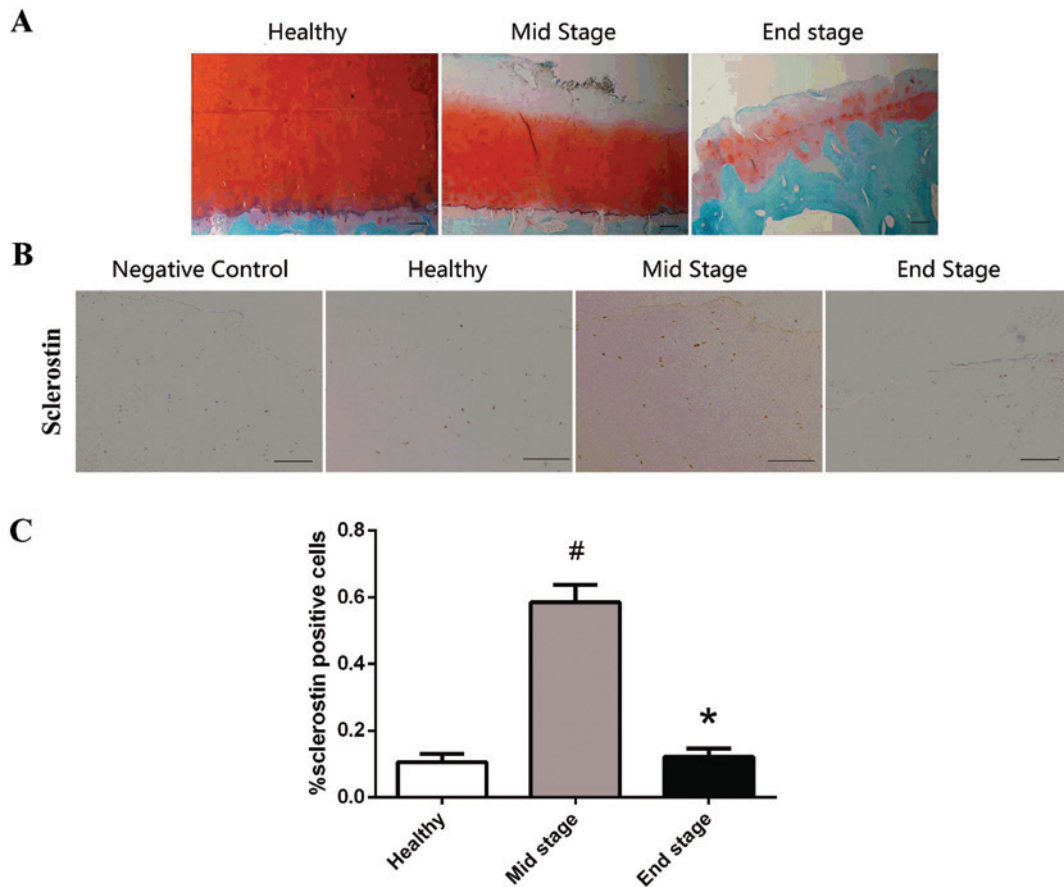 A
Healthy Mid Stage End stage
B
Negative Control Healthy Mid Stage End Stage
Sclerostin
C
%sclerostin positive cells
0.8
#
0.6
0.4
*
0.2
0.0
Healthy Mid stage End stage